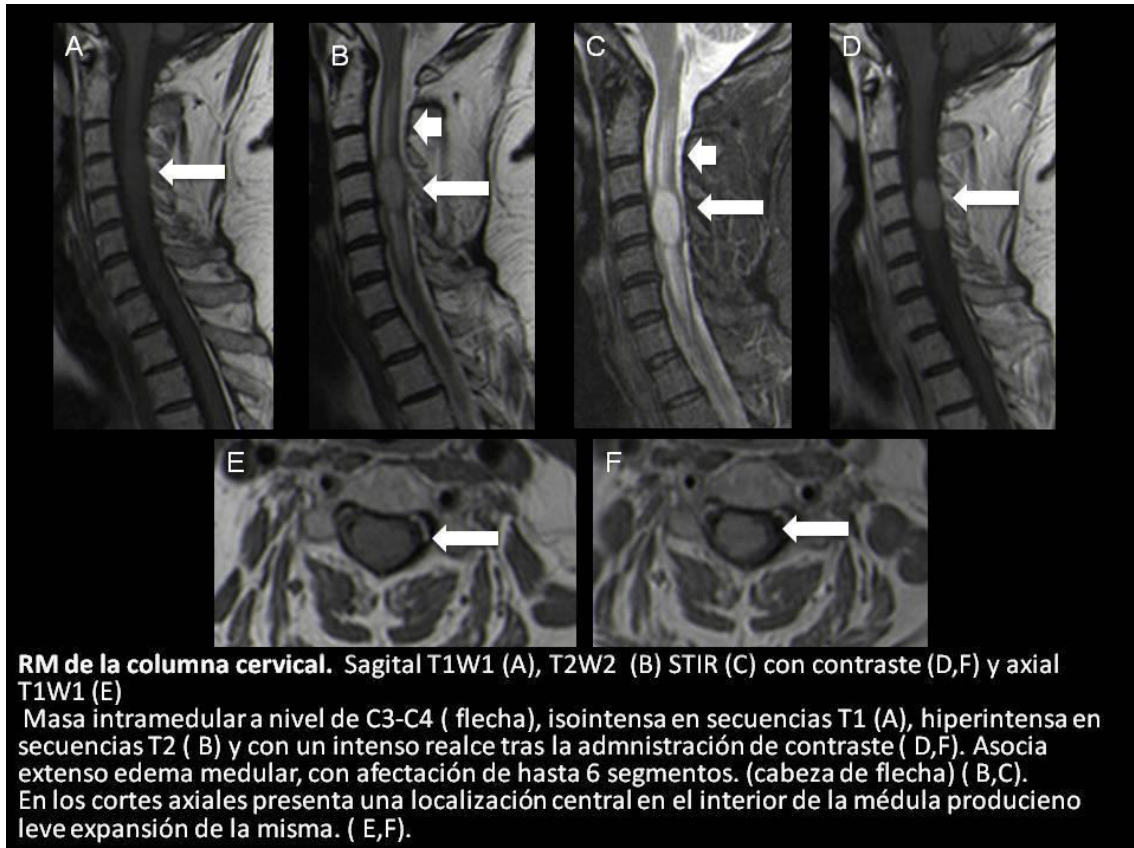 A
B
C
D
E
F
RM de la columna cervical. Sagital T1W1 (A), T2W2 (B) STIR (C) con contraste (D,F) y axial
T1W1 (E)
Masa intramedular a nivel de C3-C4 ( flecha), isointensa en secuencias T1 (A), hiperintensa en
secuencias T2 ( B) y con un intenso realce tras la admnistración de contraste ( D,F). Asocia
extenso edema medular, con afectación de hasta 6 segmentos. (cabeza de flecha) ( B,C).
En los cortes axiales presenta una localización central en el interior de la médula producieno
leve expansión de la misma. ( E,F).